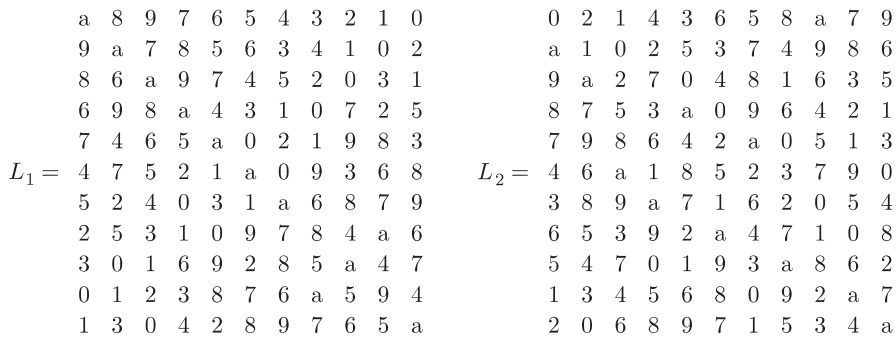 a 8 9 7 6 5 4 3 2 1 0 0 2 1 4 3 6 5 8 a 7 9
9 a 7 8 5 6 3 4 1 0 2 a 1 0 2 5 3 7 4 9 8 6
8 6 a 9 7 4 5 2 0 3 1 9 a 2 7 0 4 8 1 6 3 5
6 9 8 a 4 3 1 0 7 2 5 8 7 5 3 a 0 9 6 4 2 1
7 4 6 5 a 0 2 1 9 8 3 7 9 8 6 4 2 a 0 5 1 3
L1 = 4 7 5 2 1 a 0 9 3 6 8 L2 = 4 6 a 1 8 5 2 3 7 9 0
5 2 4 0 3 1 a 6 8 7 9 3 8 9 a 7 1 6 2 0 5 4
2 5 3 1 0 9 7 8 4 a 6 6 5 3 9 2 a 4 7 1 0 8
3 0 1 6 9 2 8 5 a 4 7 5 4 7 0 1 9 3 a 8 6 2
0 1 2 3 8 7 6 a 5 9 4 1 3 4 5 6 8 0 9 2 a 7
1 3 0 4 2 8 9 7 6 5 a 2 0 6 8 9 7 1 5 3 4 a